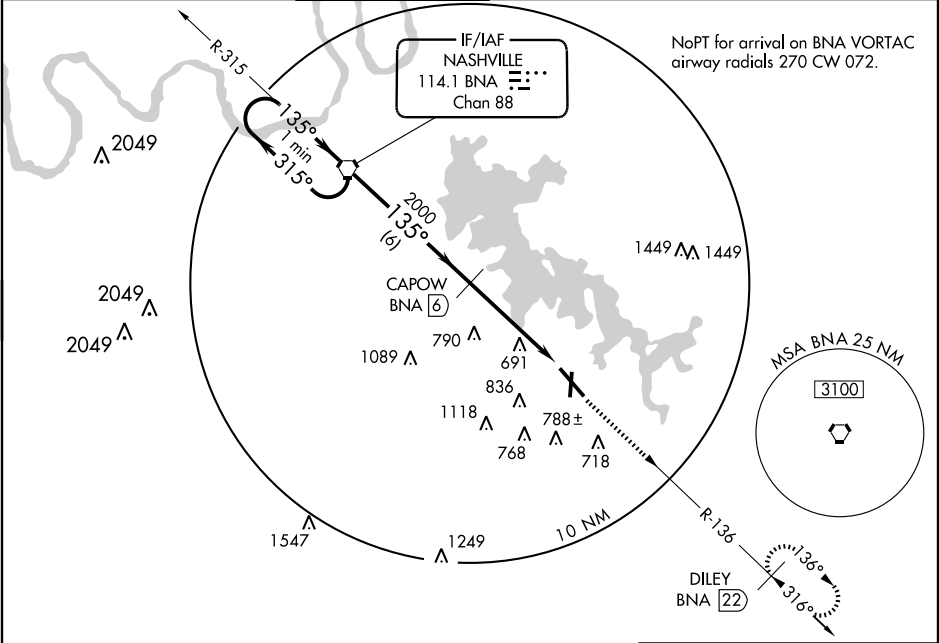 R-315
IF/IAF
NASHVILLE
114.1 BNA
Chan 88
NoPT for arrival on BNA VORTAC
airway radials 270 CW 072.
135°
1 min
315°
2049
2000
135°
(6)
1449
1449
CAPOW
BNA 6
2049
2049
790
691
1089
836
1118
788±
768
718
MSA BNA 25 NM
3100
1547
1249
10 NM
R-136
136°
316°
DILEY
BNA 22